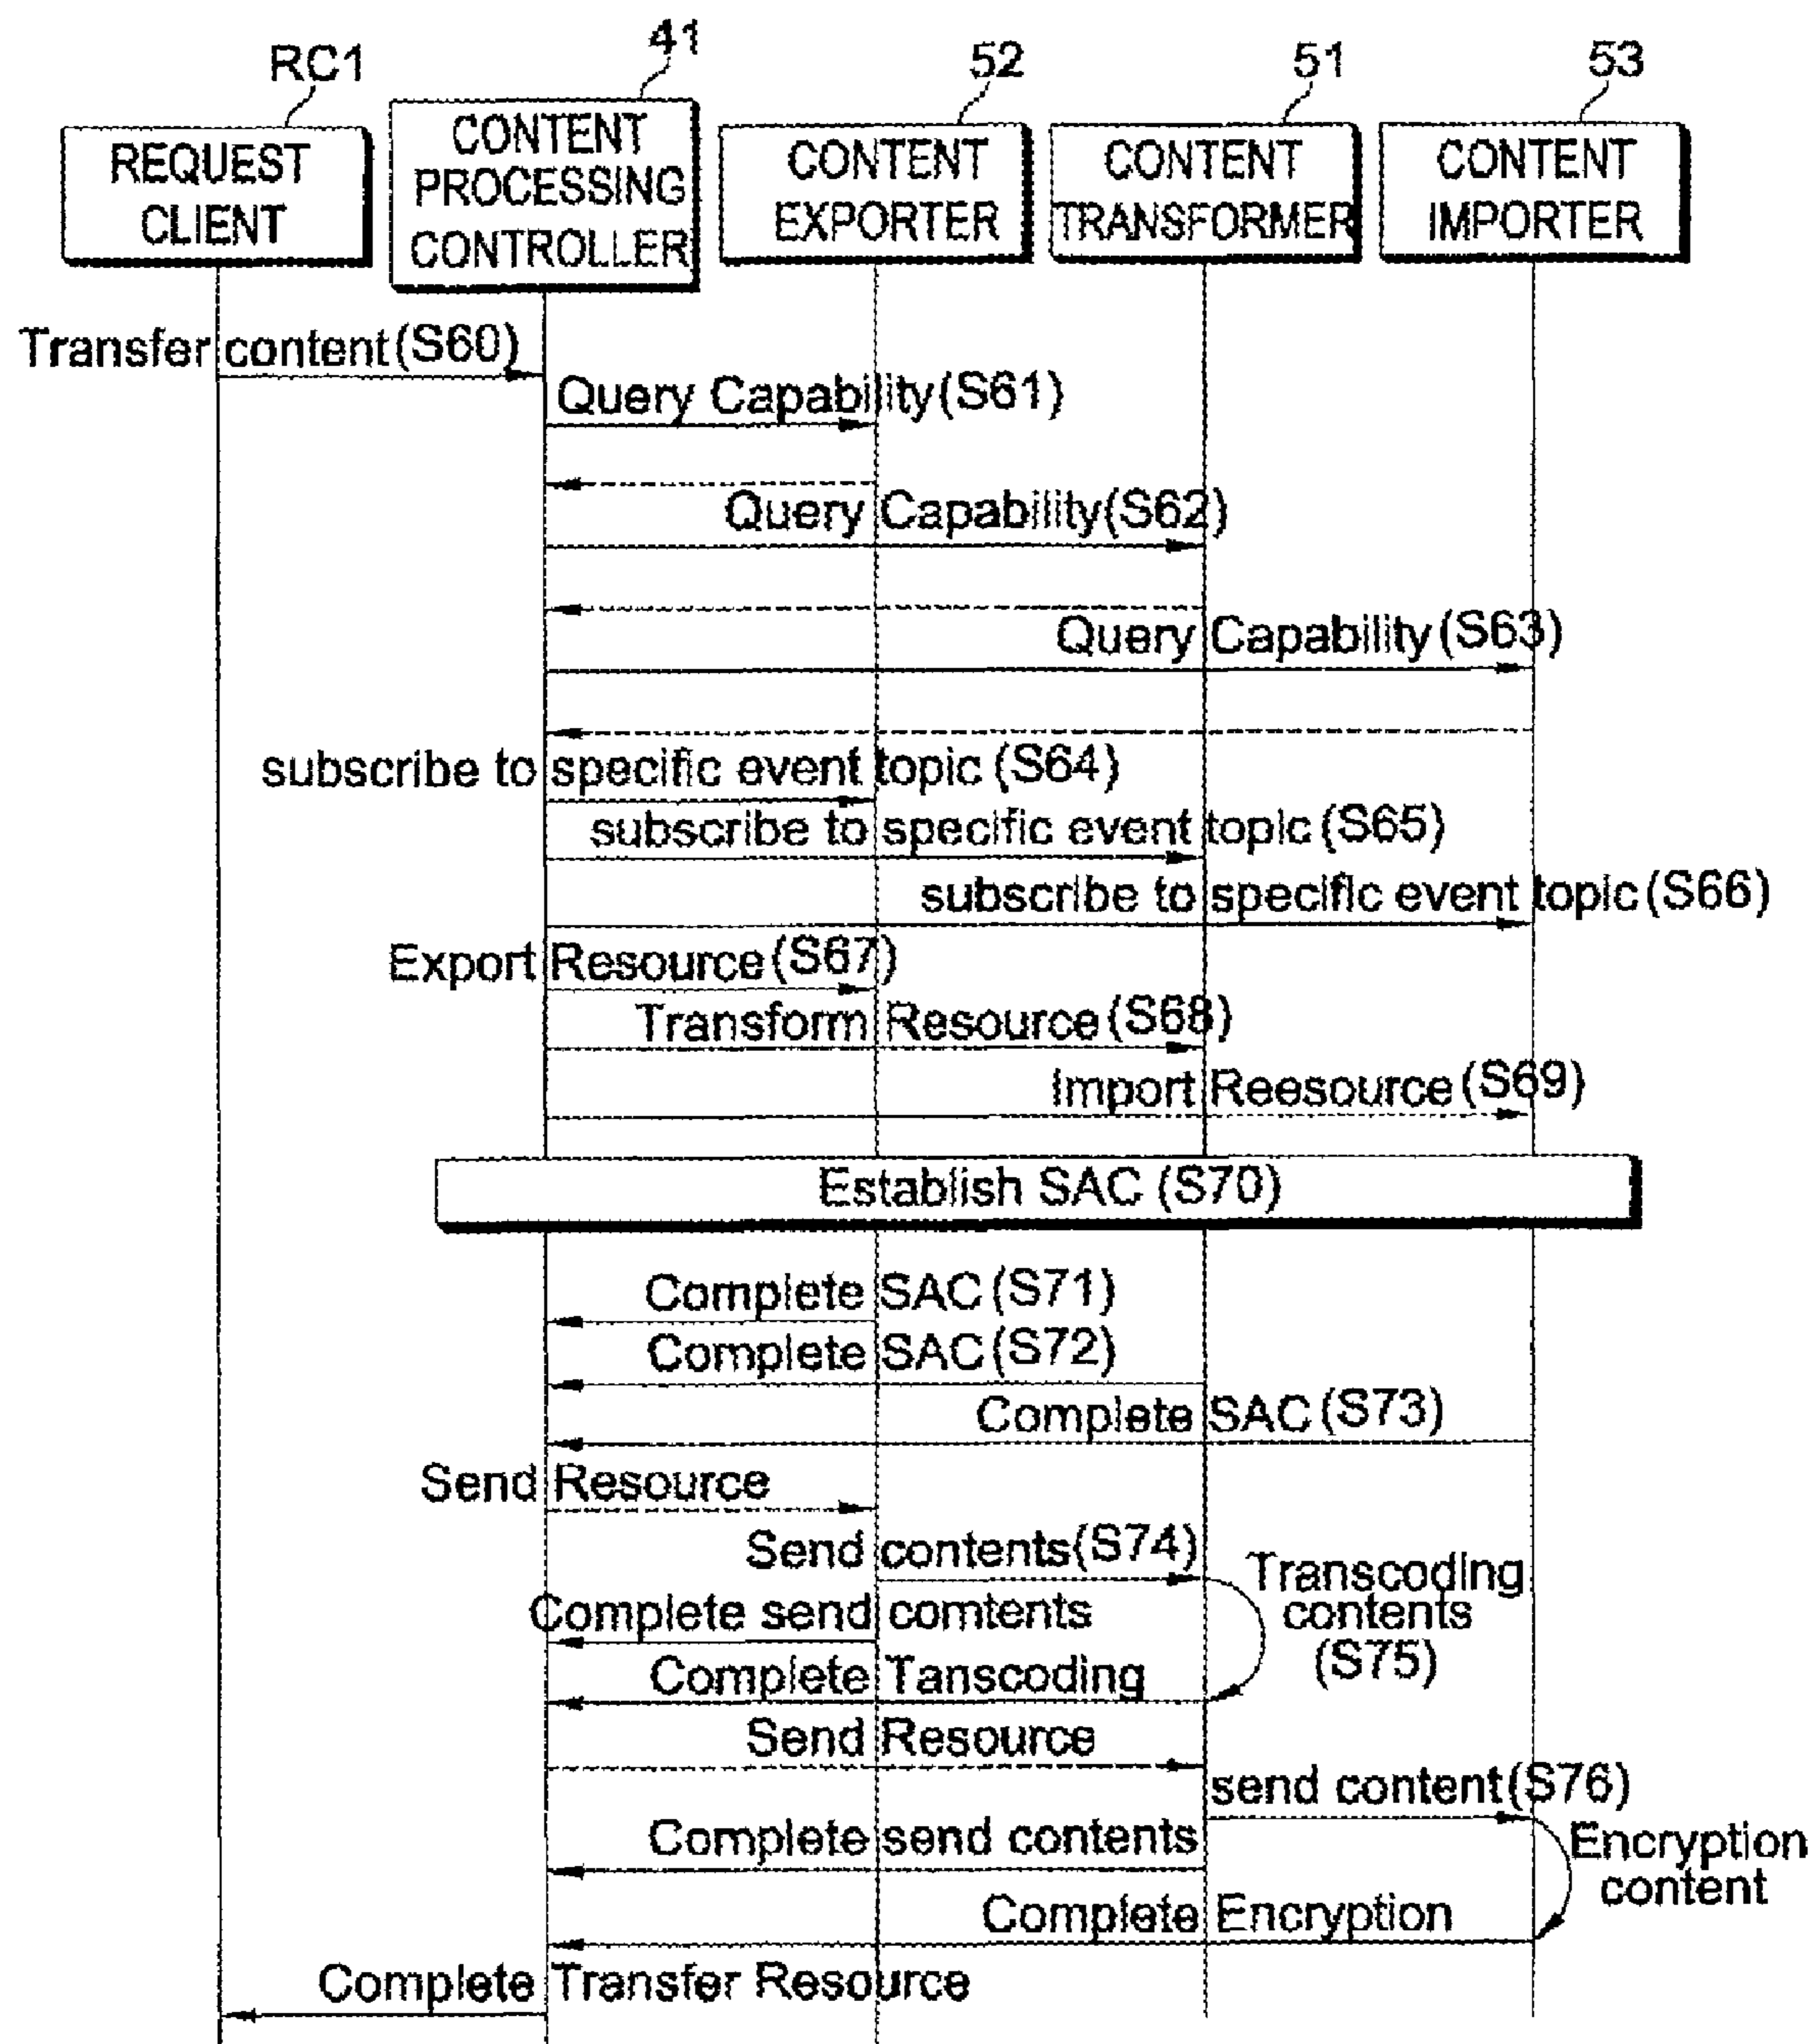 RC1
41
52
51
53
REQUEST
CLIENT
CONTENT
PROCESSING
CONTROLLER
CONTENT
EXPORTER
CONTENT
TRANSFORMER
CONTENT
IMPORTER
Transfer content (S60)
Query Capability (S61)
Query Capability (S62)
Query Capability (S63)
subscribe to specific event topic (S64)
subscribe to specific event topic (S65)
subscribe to specific event topic (S66)
Export Resource (S67)
Transform Resource (S68)
Import Reesource (S69)
Establish SAC (S70)
Complete SAC (S71)
Complete SAC (S72)
Complete SAC (S73)
Send Resource
Send contents (S74)
Transcoding
contents
(S75)
Complete send comtents
Complete Tanscoding
Send Resource
send content (S76)
Complete send contents
Encryption
content
Complete Encryption
Complete Transfer Resource